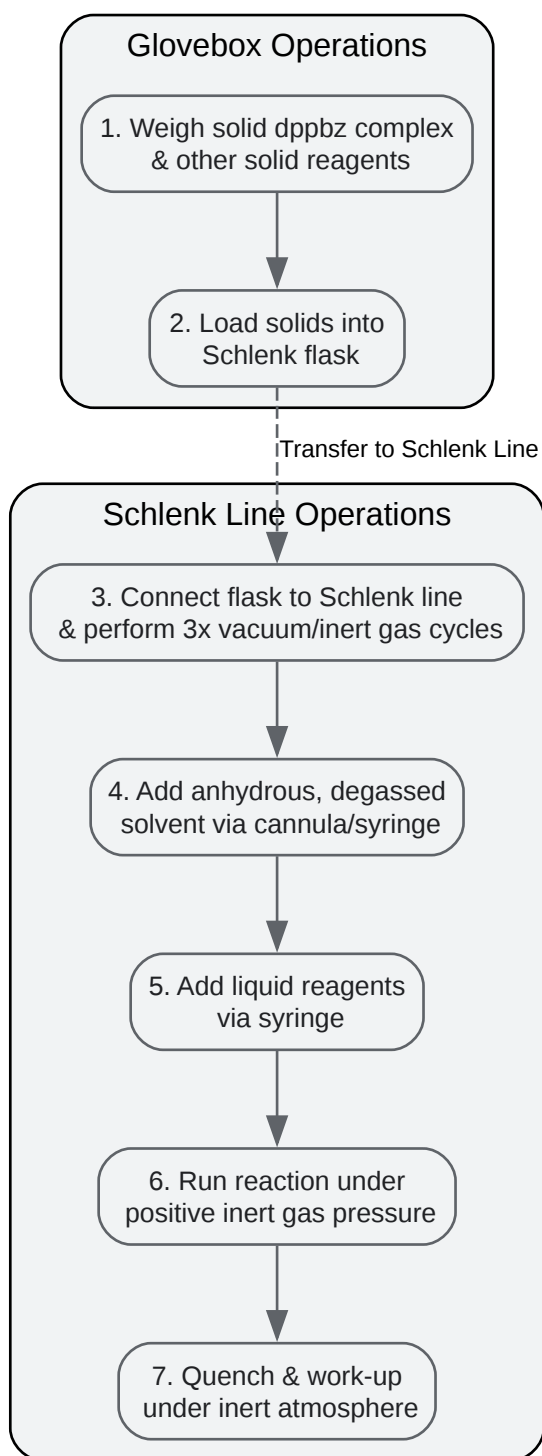 Glovebox Operations
1. Weigh solid dppbz complex
& other solid reagents
2. Load solids into
Schlenk flask
Transfer to Schlenk Line
Schlenk Line Operations
3. Connect flask to Schlenk line
& perform 3x vacuum/inert gas cycles
4. Add anhydrous, degassed
solvent via cannula/syringe
5. Add liquid reagents
via syringe
6. Run reaction under
positive inert gas pressure
7. Quench & work-up
under inert atmosphere